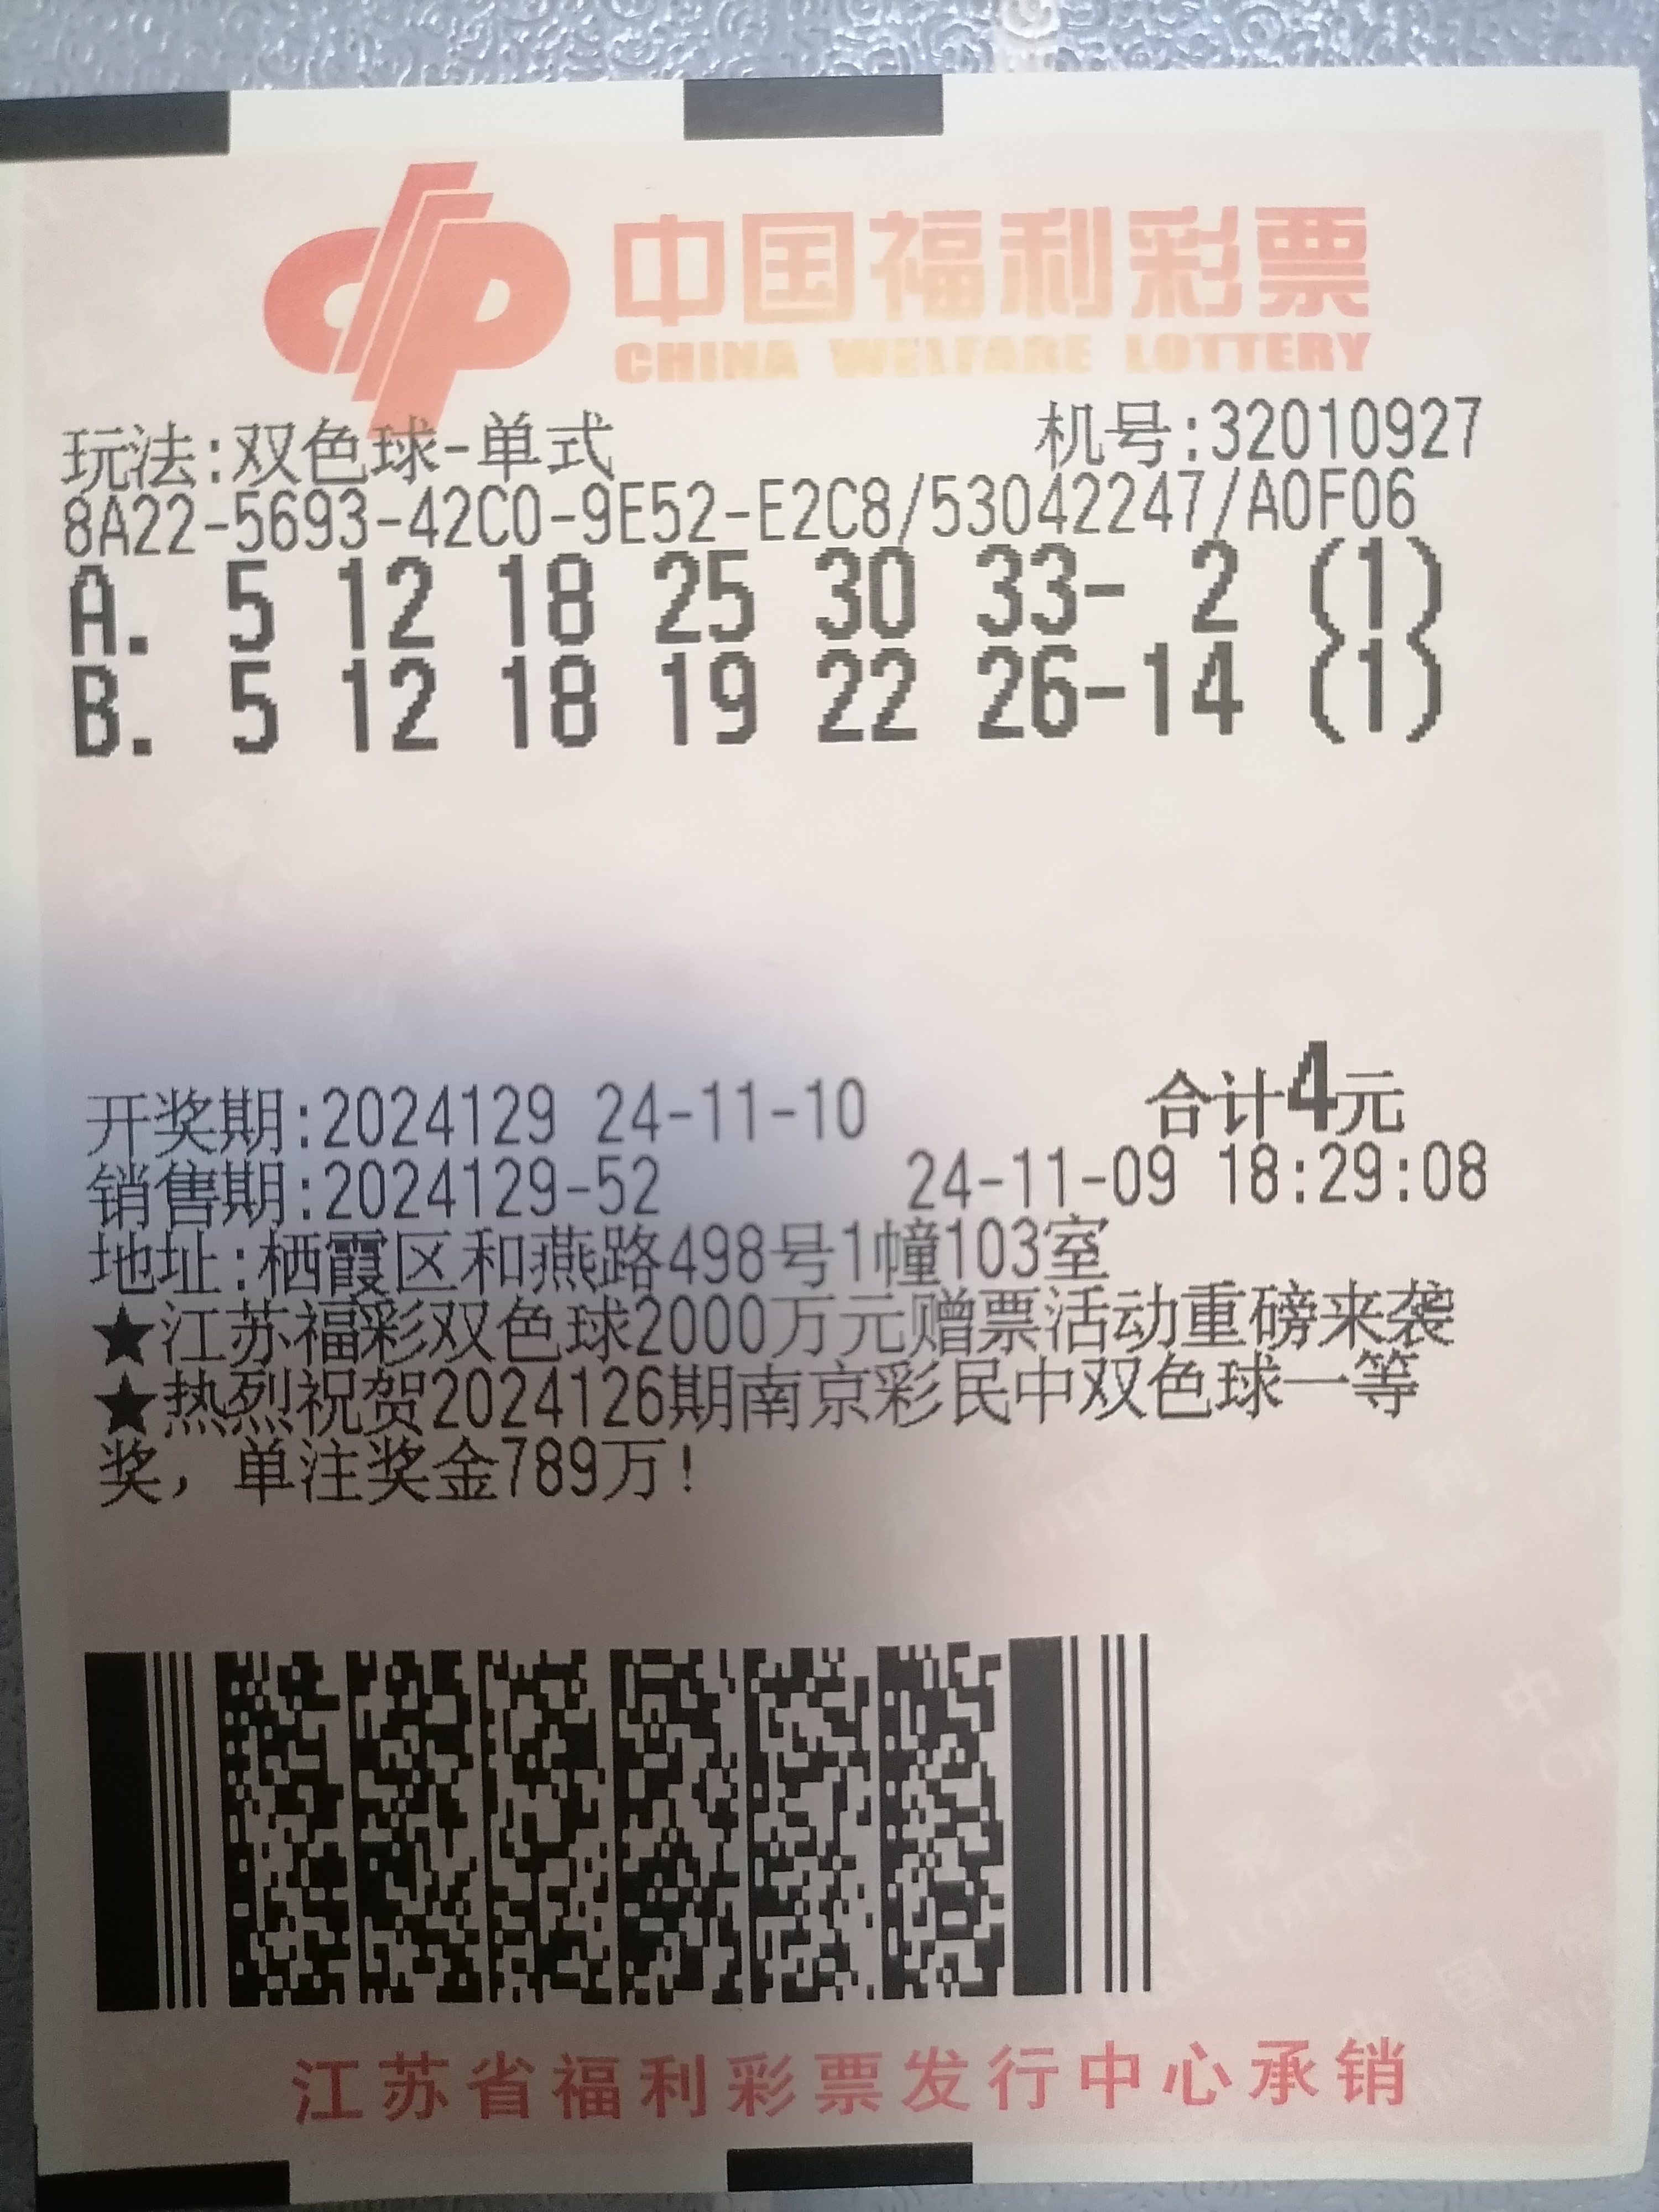 中国福利彩票
CHINA WELFARE LOTTERY
玩法:双色球-单式 机号:32010927
8A22-5693-42C0-9E52-E2C8/53042247/A0F06
A. 5 12 18 25 30 33- 2 (1)
B. 5 12 18 19 22 26-14 (1)
开奖期:2024129 24-11-10 合计4元
销售期:2024129-52 24-11-09 18:29:08
地址:栖霞区和燕路498号1幢103室
★江苏福彩双色球2000万元赠票活动重磅来袭
★热烈祝贺2024126期南京彩民中双色球一等
奖, 单注奖金789万!
江苏省福利彩票发行中心承销